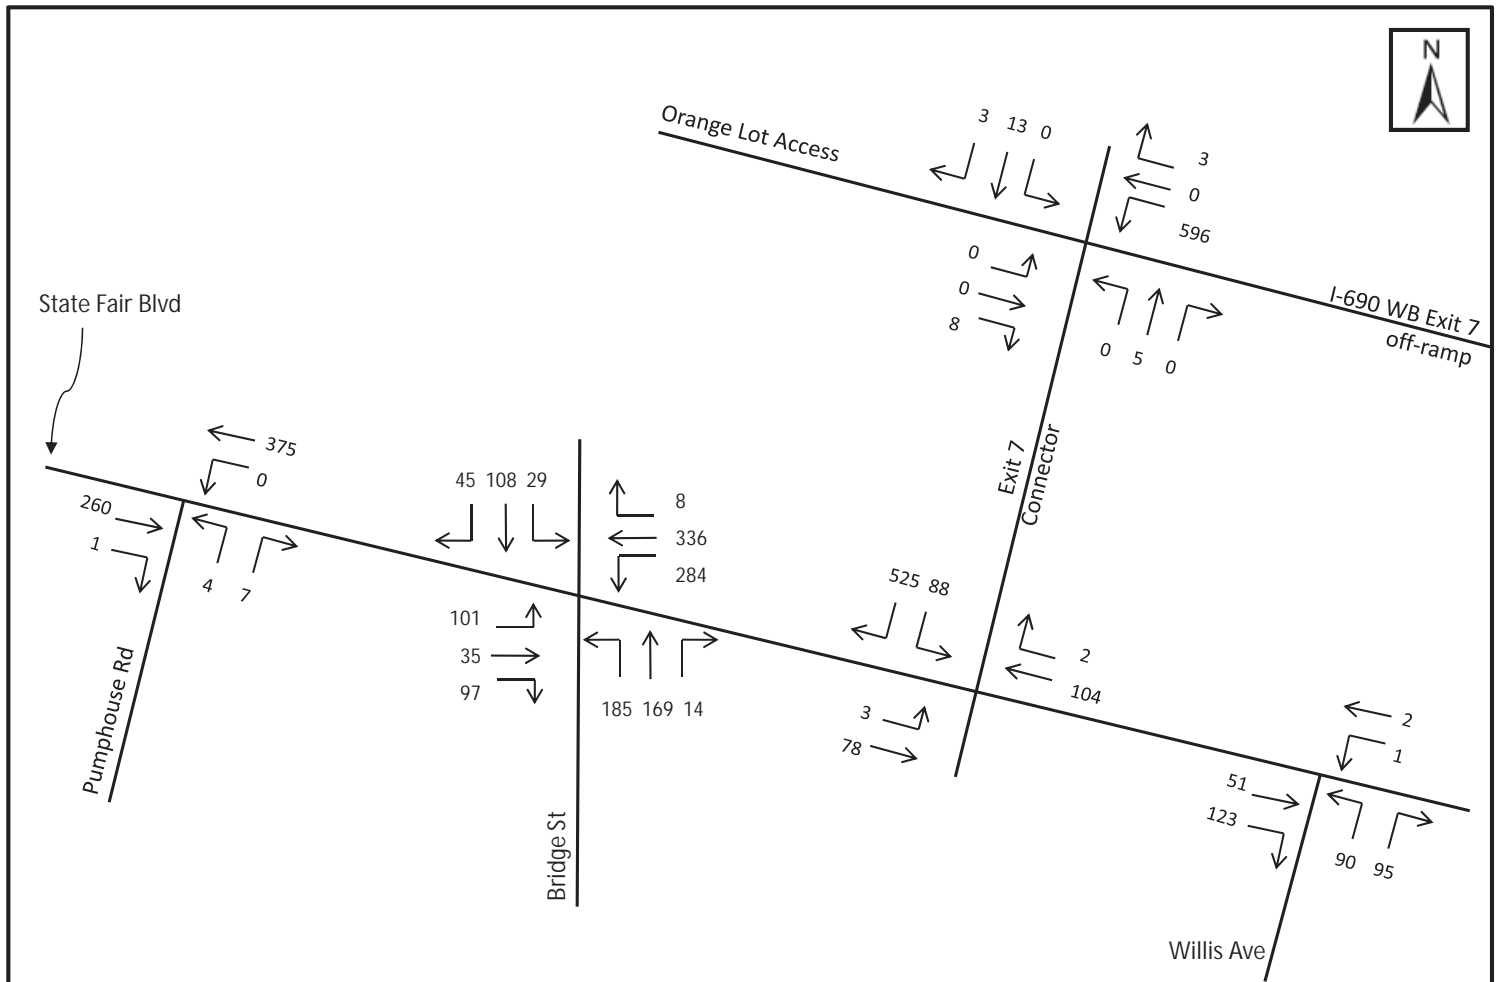 N
Orange Lot Access
3 13 0
3
0
596
0
0
8
0 5 0
I-690 WB Exit 7
off-ramp
State Fair Blvd
Exit 7
Connector
375
0
260
1
4 7
Pumphouse Rd
45 108 29
8
336
284
101
35
97
185 169 14
Bridge St
525 88
2
104
3
78
2
1
51
123
90 95
Willis Ave